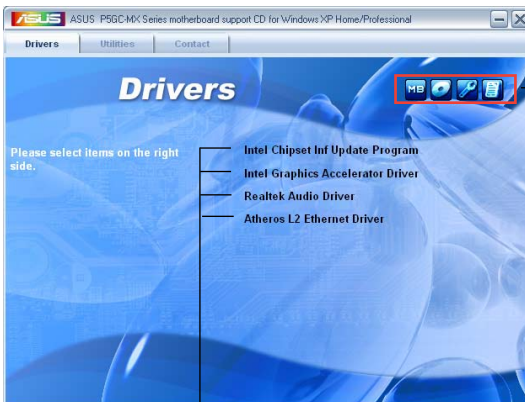 ASUS ASUS P5GC-MX Series motherboard support CD for Windows XP Home/Professional
Drivers Utilities Contact
Drivers
MB
Please select items on the right
side.
Intel Chipset Inf Update Program
Intel Graphics Accelerator Driver
Realtek Audio Driver
Atheros L2 Ethernet Driver